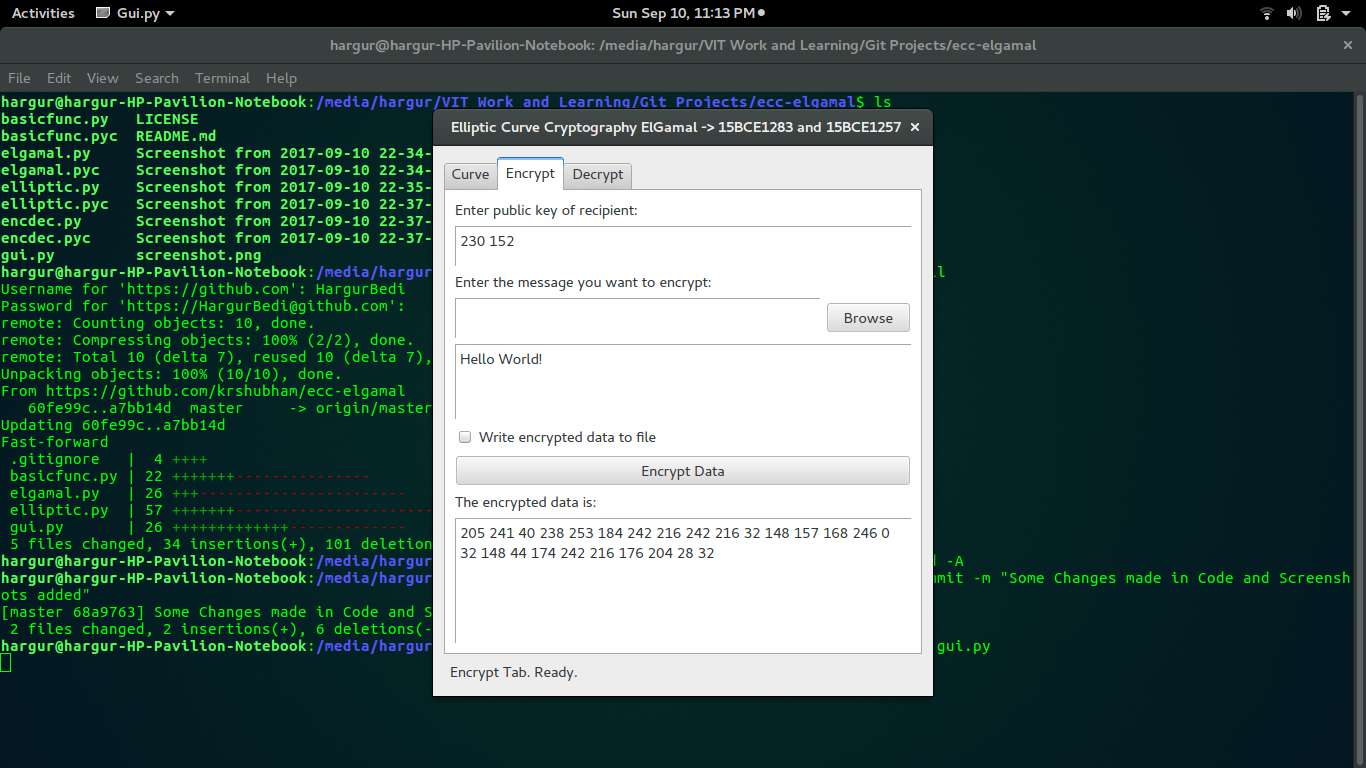 Activities Gui.py Sun Sep 10, 11:13 PM
hargur@hargur-HP-Pavilion-Notebook: /media/hargur/VIT Work and Learning/Git Projects/ecc-elgamal
File Edit View Search Terminal Help
hargur@hargur-HP-Pavilion-Notebook:/media/hargur/VIT Work and Learning/Git Projects/ecc-elgamal$ ls
basicfunc.py LICENSE
basicfunc.pyc README.md
elgamal.py Screenshot from 2017-09-10 22-34-
elgamal.pyc Screenshot from 2017-09-10 22-34-
elliptic.py Screenshot from 2017-09-10 22-35-
elliptic.pyc Screenshot from 2017-09-10 22-37-
encdec.py Screenshot from 2017-09-10 22-37-
encdec.pyc Screenshot from 2017-09-10 22-37-
gui.py screenshot.png
hargur@hargur-HP-Pavilion-Notebook:/media/hargur l
Username for 'https://github.com': HargurBedi
Password for 'https://HargurBedi@github.com':
remote: Counting objects: 10, done.
remote: Compressing objects: 100% (2/2), done.
remote: Total 10 (delta 7), reused 10 (delta 7),
Unpacking objects: 100% (10/10), done.
From https://github.com/krshubham/ecc-elgamal
60fe99c..a7bb14d master -> origin/master
Updating 60fe99c..a7bb14d
Fast-forward
.gitignore | 4 ++++
basicfunc.py | 22 +++++++---------------
elgamal.py | 26 +++-----------------------
elliptic.py | 57 +++++++------------------------
gui.py | 26 +++++++++++++-------------
5 files changed, 34 insertions(+), 101 deletion
hargur@hargur-HP-Pavilion-Notebook:/media/hargur -A
hargur@hargur-HP-Pavilion-Notebook:/media/hargur mmit -m "Some Changes made in Code and Screensh
ots added"
[master 68a9763] Some Changes made in Code and S
2 files changed, 2 insertions(+), 6 deletions(-
hargur@hargur-HP-Pavilion-Notebook:/media/hargur gui.py
Elliptic Curve Cryptography ElGamal -> 15BCE1283 and 15BCE1257
Curve Encrypt Decrypt
Enter public key of recipient:
230 152
Enter the message you want to encrypt:
Browse
Hello World!
Write encrypted data to file
Encrypt Data
The encrypted data is:
205 241 40 238 253 184 242 216 242 216 32 148 157 168 246 0
32 148 44 174 242 216 176 204 28 32
Encrypt Tab. Ready.